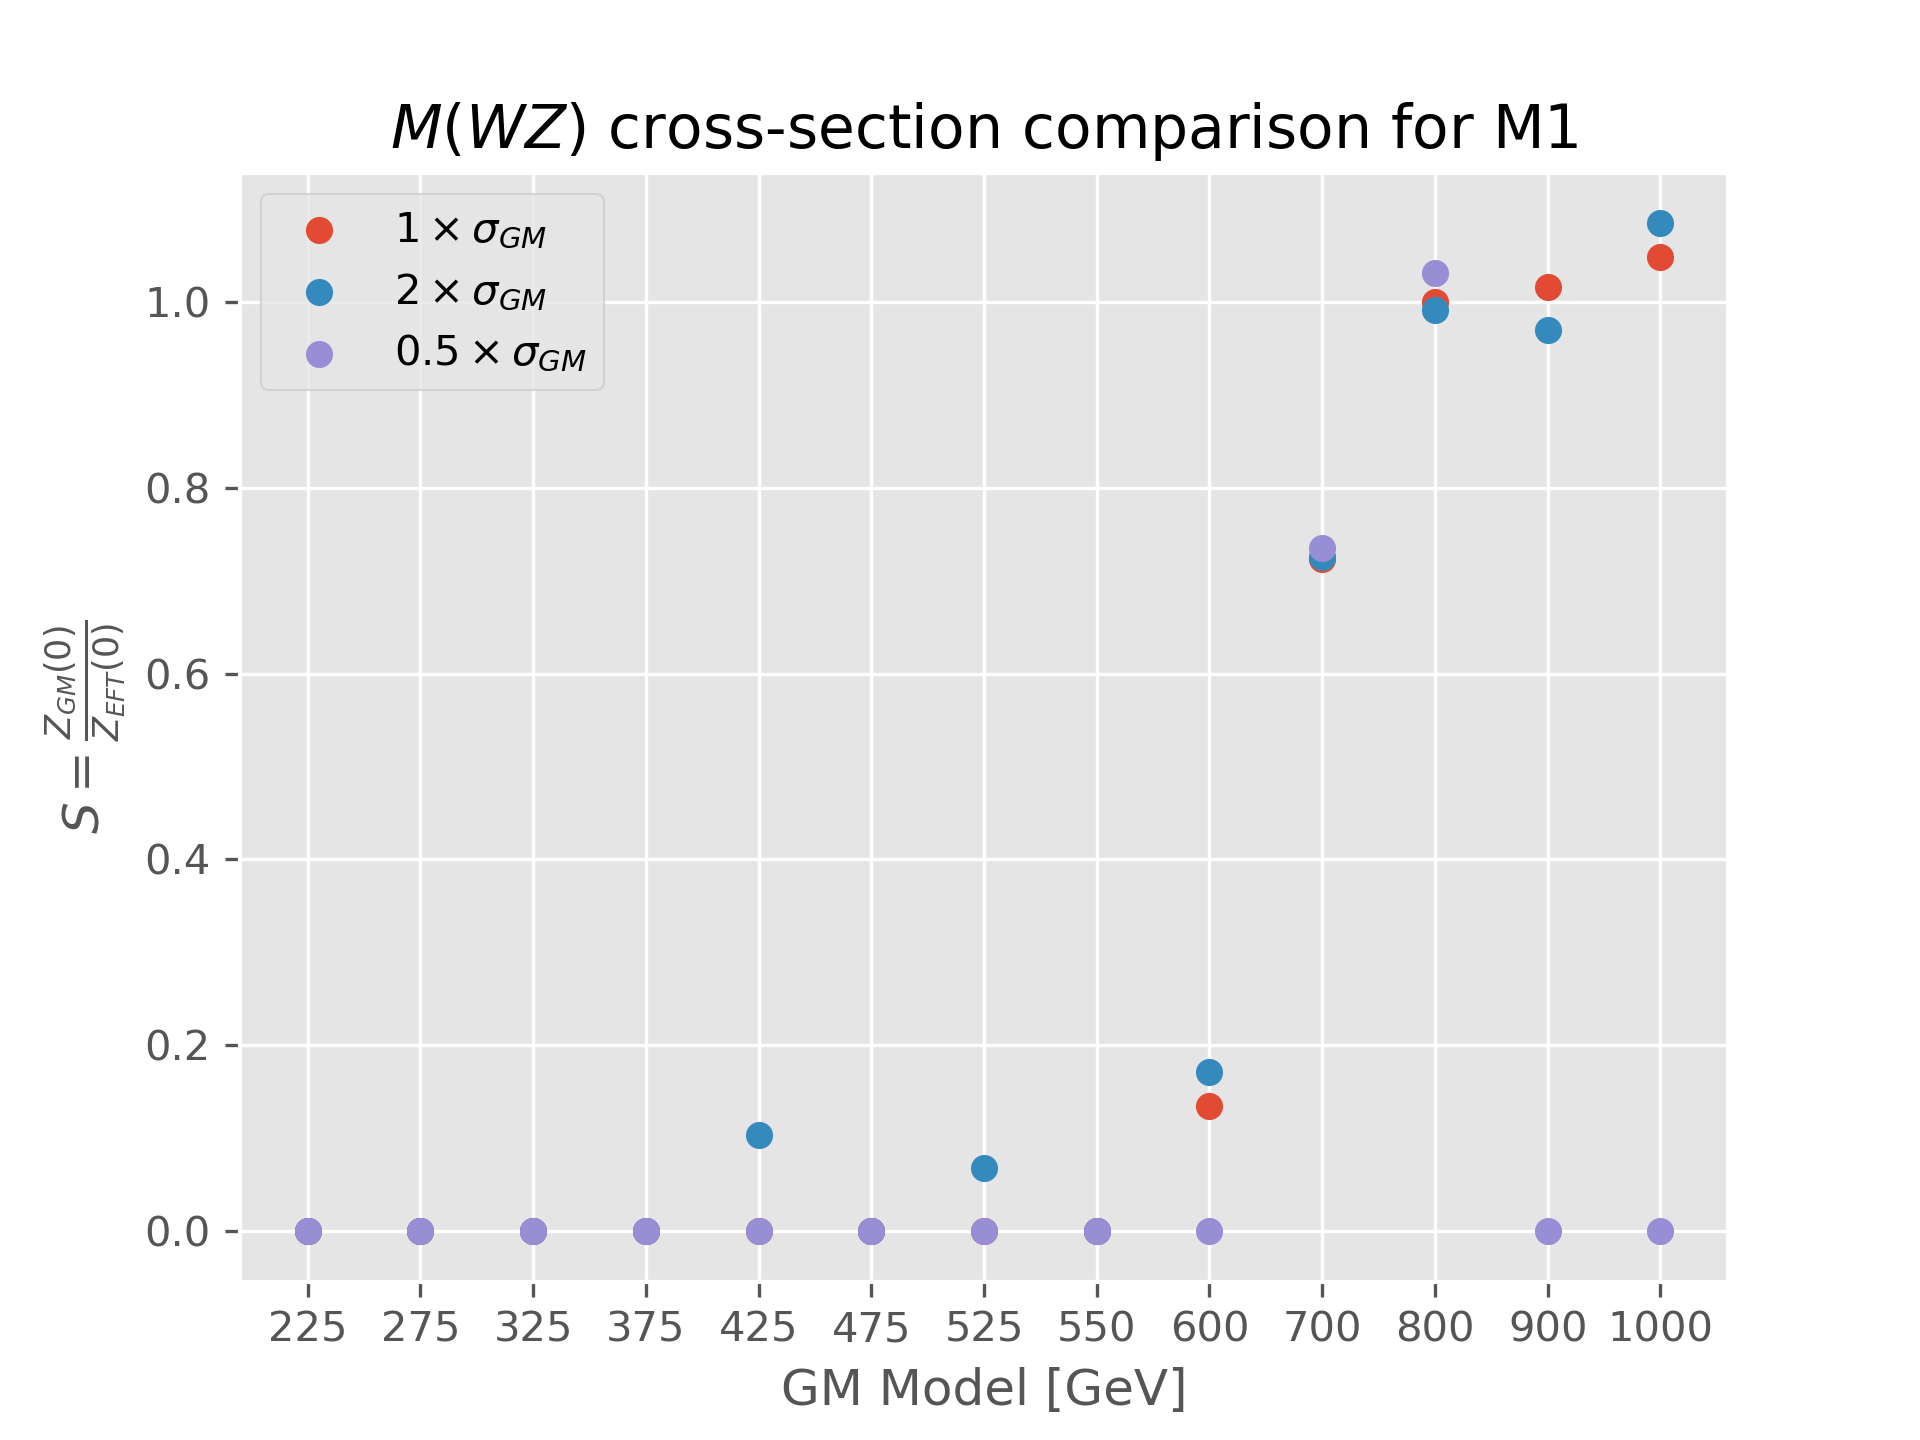 M(WZ) cross-section comparison for M1
1 × σ_GM
2 × σ_GM
0.5 × σ_GM
1.0
0.8
0.6
0.4
0.2
0.0
S = Z_GM(0) / Z_EFT(0)
225 275 325 375 425 475 525 550 600 700 800 900 1000
GM Model [GeV]